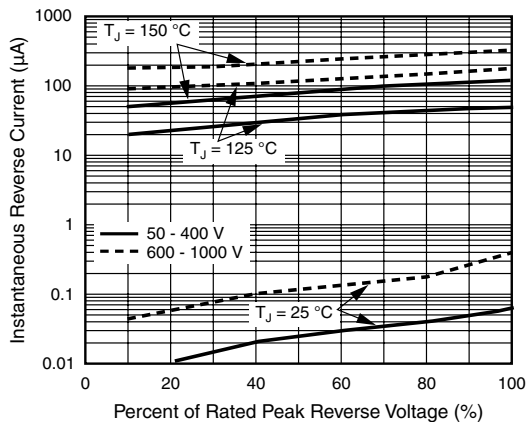 Instantaneous Reverse Current (µA)
1000
100
10
1
0.1
0.01
T_J = 150 °C
T_J = 125 °C
50 - 400 V
600 - 1000 V
T_J = 25 °C
0
20
40
60
80
100
Percent of Rated Peak Reverse Voltage (%)